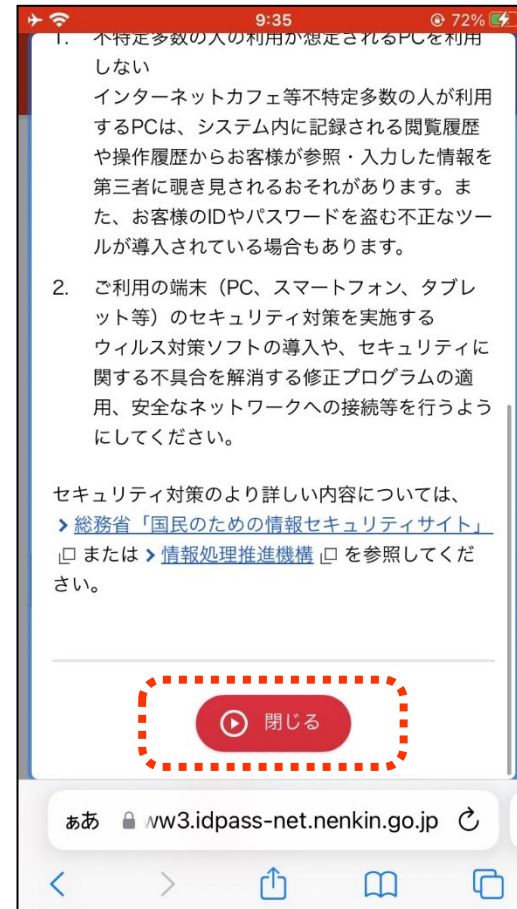 9:35
72%
1. 不特定多数の人の利用が想定されるPCを利用
しない
インターネットカフェ等不特定多数の人が利用
するPCは、システム内に記録される閲覧履歴
や操作履歴からお客様が参照・入力した情報を
第三者に覗き見されるおそれがあります。ま
た、お客様のIDやパスワードを盗む不正なツー
ルが導入されている場合もあります。
2. ご利用の端末（PC、スマートフォン、タブレ
ット等）のセキュリティ対策を実施する
ウィルス対策ソフトの導入や、セキュリティに
関する不具合を解消する修正プログラムの適
用、安全なネットワークへの接続等を行うよう
にしてください。
セキュリティ対策のより詳しい内容については、
総務省「国民のための情報セキュリティサイト」
または 情報処理推進機構 を参照してくだ
さい。
閉じる
ぁあ ww3.idpass-net.nenkin.go.jp